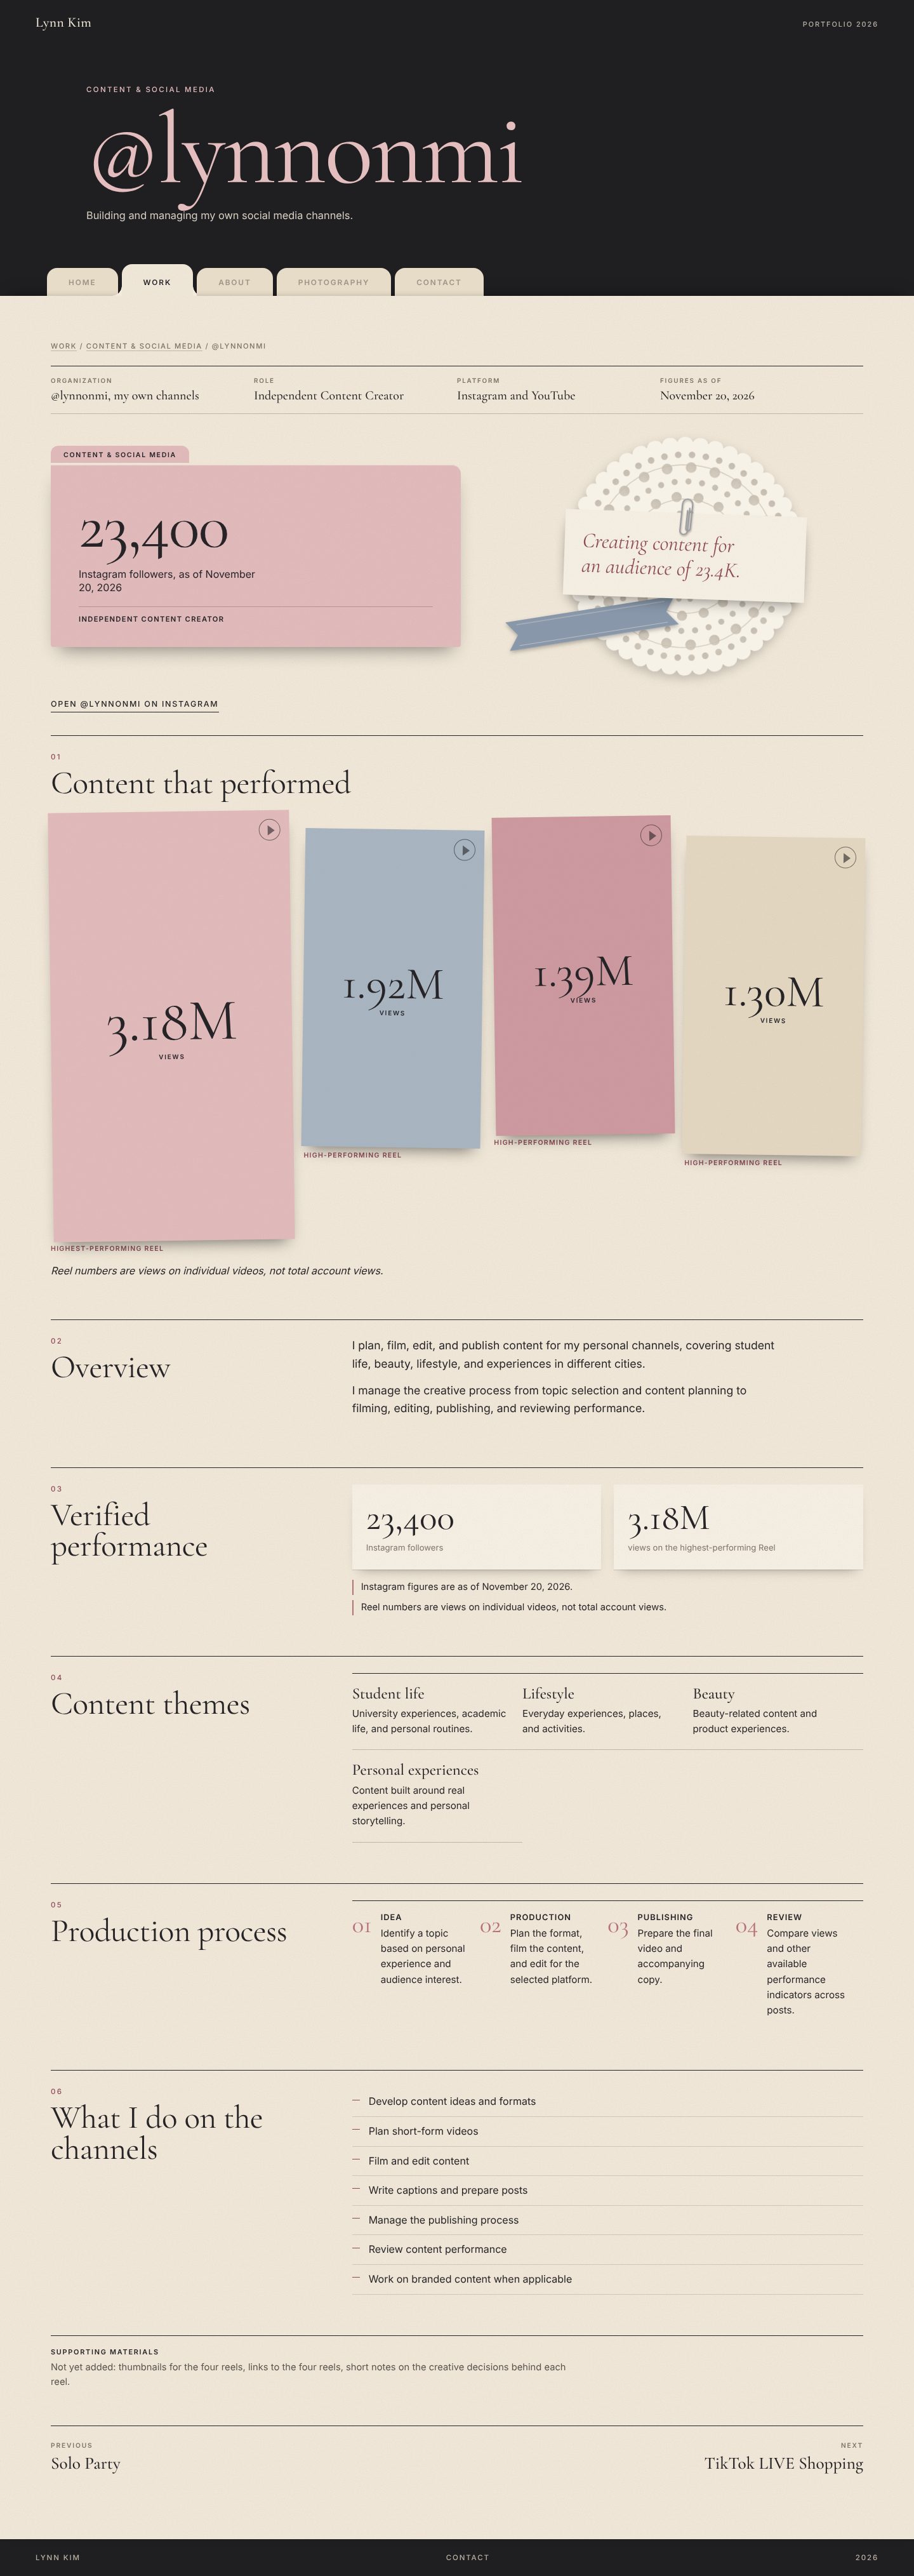 Lynn Kim
PORTFOLIO 2026
CONTENT & SOCIAL MEDIA
@lynnonmi
Building and managing my own social media channels.
HOME
WORK
ABOUT
PHOTOGRAPHY
CONTACT
WORK / CONTENT & SOCIAL MEDIA / @LYNNONMI
ORGANIZATION
@lynnonmi, my own channels
ROLE
Independent Content Creator
PLATFORM
Instagram and YouTube
FIGURES AS OF
November 20, 2026
CONTENT & SOCIAL MEDIA
23,400
Instagram followers, as of November
20, 2026
INDEPENDENT CONTENT CREATOR
Creating content for
an audience of 23.4K.
OPEN @LYNNONMI ON INSTAGRAM
01
Content that performed
3.18M
VIEWS
HIGHEST-PERFORMING REEL
1.92M
VIEWS
HIGH-PERFORMING REEL
1.39M
VIEWS
HIGH-PERFORMING REEL
1.30M
VIEWS
HIGH-PERFORMING REEL
Reel numbers are views on individual videos, not total account views.
02
Overview
I plan, film, edit, and publish content for my personal channels, covering student
life, beauty, lifestyle, and experiences in different cities.
I manage the creative process from topic selection and content planning to
filming, editing, publishing, and reviewing performance.
03
Verified
performance
23,400
Instagram followers
3.18M
views on the highest-performing Reel
Instagram figures are as of November 20, 2026.
Reel numbers are views on individual videos, not total account views.
04
Content themes
Student life
University experiences, academic
life, and personal routines.
Lifestyle
Everyday experiences, places,
and activities.
Beauty
Beauty-related content and
product experiences.
Personal experiences
Content built around real
experiences and personal
storytelling.
05
Production process
01
IDEA
Identify a topic
based on personal
experience and
audience interest.
02
PRODUCTION
Plan the format,
film the content,
and edit for the
selected platform.
03
PUBLISHING
Prepare the final
video and
accompanying
copy.
04
REVIEW
Compare views
and other
available
performance
indicators across
posts.
06
What I do on the
channels
— Develop content ideas and formats
— Plan short-form videos
— Film and edit content
— Write captions and prepare posts
— Manage the publishing process
— Review content performance
— Work on branded content when applicable
SUPPORTING MATERIALS
Not yet added: thumbnails for the four reels, links to the four reels, short notes on the creative decisions behind each
reel.
PREVIOUS
Solo Party
NEXT
TikTok LIVE Shopping
LYNN KIM
CONTACT
2026